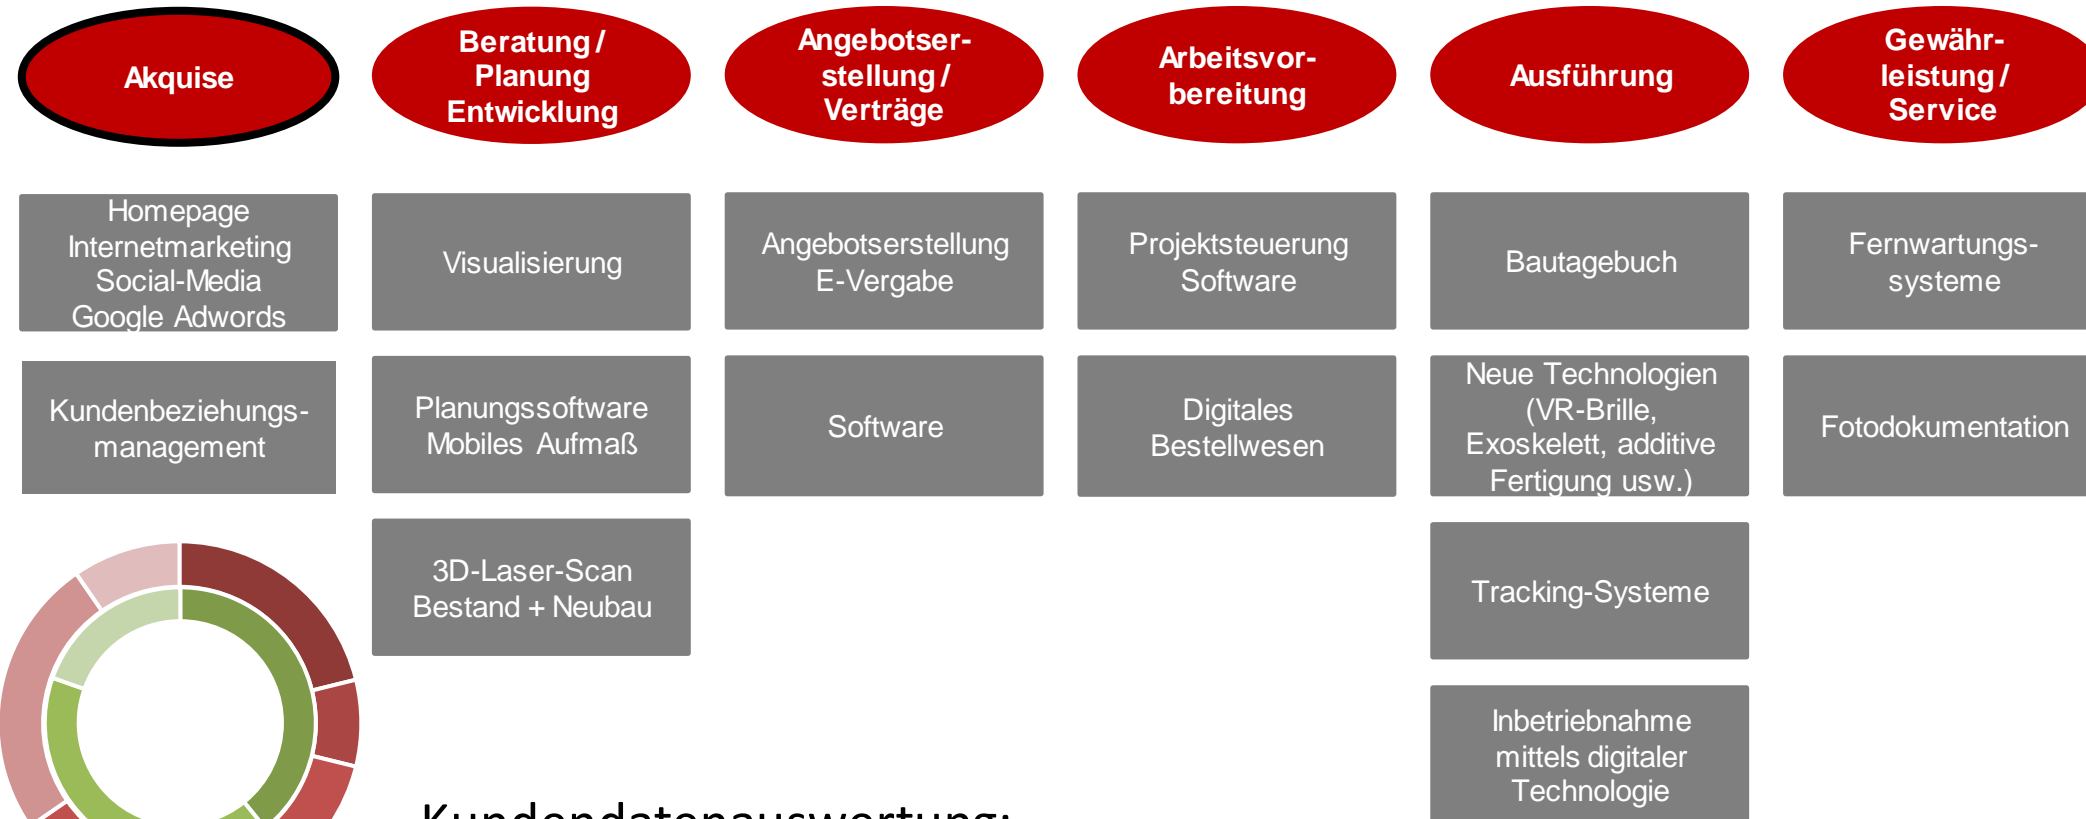 Akquise
Beratung /
Planung
Entwicklung
Angebotser-
stellung /
Verträge
Arbeitsvor-
bereitung
Ausführung
Gewähr-
leistung /
Service
Homepage
Internetmarketing
Social-Media
Google Adwords
Visualisierung
Angebotserstellung
E-Vergabe
Projektsteuerung
Software
Bautagebuch
Fernwartungs-
systeme
Kundenbeziehungs-
management
Planungssoftware
Mobiles Aufmaß
Software
Digitales
Bestellwesen
Neue Technologien
(VR-Brille,
Exoskelett, additive
Fertigung usw.)
Fotodokumentation
3D-Laser-Scan
Bestand + Neubau
Tracking-Systeme
Inbetriebnahme
mittels digitaler
Technologie
Kundendatenauswertung: